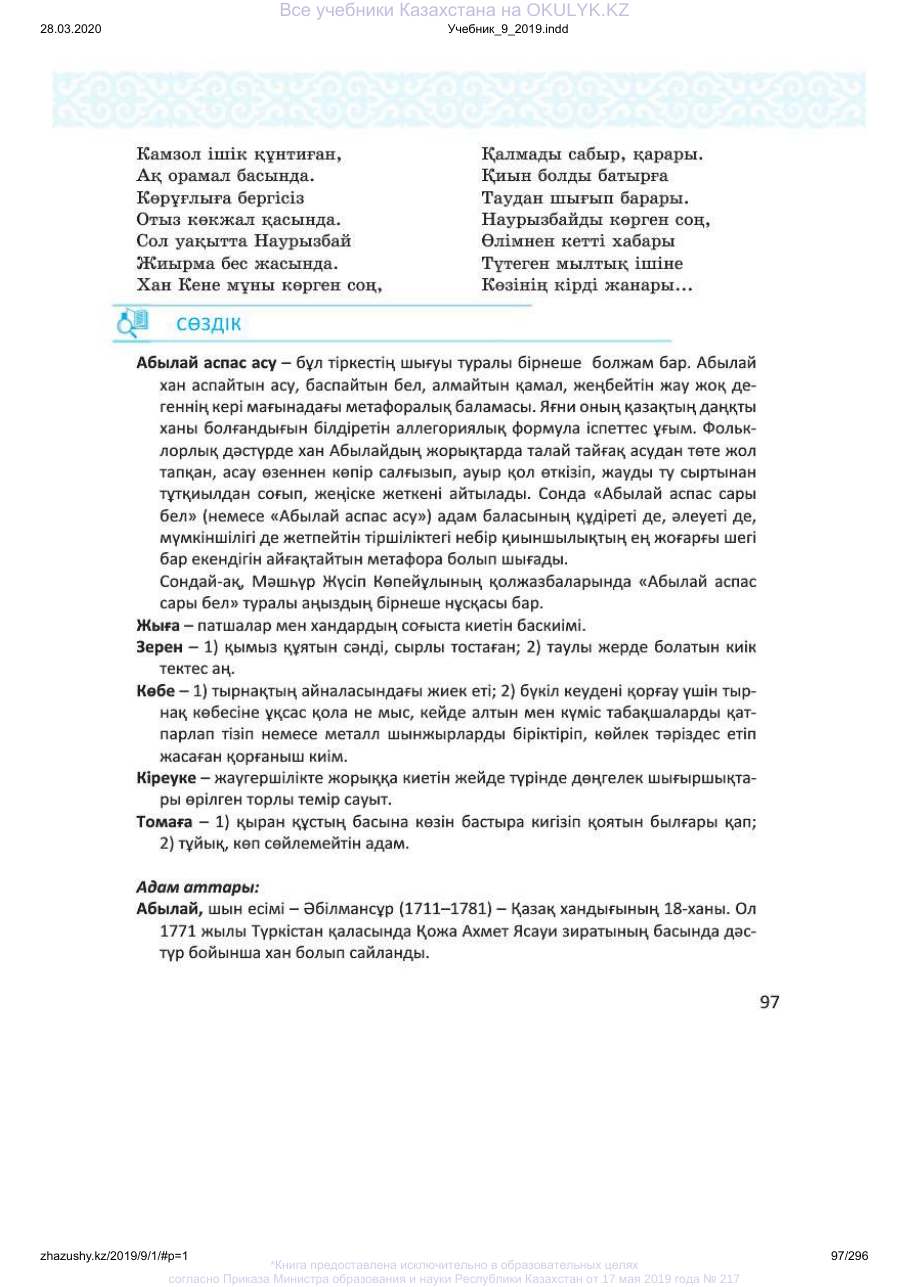 Все учебники Казахстана на OKULYK.KZ
28.03.2020
Учебник_9_2019.indd
Камзол ішік құнтиған,
Ақ орамал басында.
Көрұғлыға бергісіз
Отыз көкжал қасында.
Сол уақытта Наурызбай
Жиырма бес жасында.
Хан Кене мұны көрген соң,
Қалмады сабыр, қарары.
Қиын болды батырға
Таудан шығып барары.
Наурызбайды көрген соң,
Өлімнен кетті хабары
Түтеген мылтық ішіне
Көзінің кірді жанары...
СӨЗДІК
Абылай аспас асу – бұл тіркестің шығуы туралы бірнеше болжам бар. Абылай
хан аспайтын асу, баспайтын бел, алмайтын қамал, жеңбейтін жау жоқ де-
геннің кері мағынадағы метафоралық баламасы. Яғни оның қазақтың даңқты
ханы болғандығын білдіретін аллегориялық формула іспеттес ұғым. Фольк-
лорлық дәстүрде хан Абылайдың жорықтарда талай тайғақ асудан төте жол
тапқан, асау өзеннен көпір салғызып, ауыр қол өткізіп, жауды ту сыртынан
тұтқиылдан соғып, жеңіске жеткені айтылады. Сонда «Абылай аспас сары
бел» (немесе «Абылай аспас асу») адам баласының құдіреті де, әлеуеті де,
мүмкіншілігі де жетпейтін тіршіліктегі небір қиыншылықтың ең жоғарғы шегі
бар екендігін айғақтайтын метафора болып шығады.
Сондай-ақ, Мәшһүр Жүсіп Көпейұлының қолжазбаларында «Абылай аспас
сары бел» туралы аңыздың бірнеше нұсқасы бар.
Жыға – патшалар мен хандардың соғыста киетін баскиімі.
Зерен – 1) қымыз құятын сәнді, сырлы тостаған; 2) таулы жерде болатын киік
тектес аң.
Көбе – 1) тырнақтың айналасындағы жиек еті; 2) бүкіл кеудені қорғау үшін тыр-
нақ көбесіне ұқсас қола не мыс, кейде алтын мен күміс табақшаларды қат-
парлап тізіп немесе металл шынжырларды біріктіріп, көйлек тәріздес етіп
жасаған қорғаныш киім.
Кіреуке – жаугершілікте жорыққа киетін жейде түрінде дөңгелек шығыршықта-
ры өрілген торлы темір сауыт.
Томаға – 1) қыран құстың басына көзін бастыра кигізіп қоятын былғары қап;
2) тұйық, көп сөйлемейтін адам.
Адам аттары:
Абылай, шын есімі – Әбілмансұр (1711–1781) – Қазақ хандығының 18-ханы. Ол
1771 жылы Түркістан қаласында Қожа Ахмет Ясауи зиратының басында дәс-
түр бойынша хан болып сайланды.
97
zhazushy.kz/2019/9/1/#p=1
97/296
*Книга предоставлена исключительно в образовательных целях
согласно Приказа Министра образования и науки Республики Казахстан от 17 мая 2019 года № 217